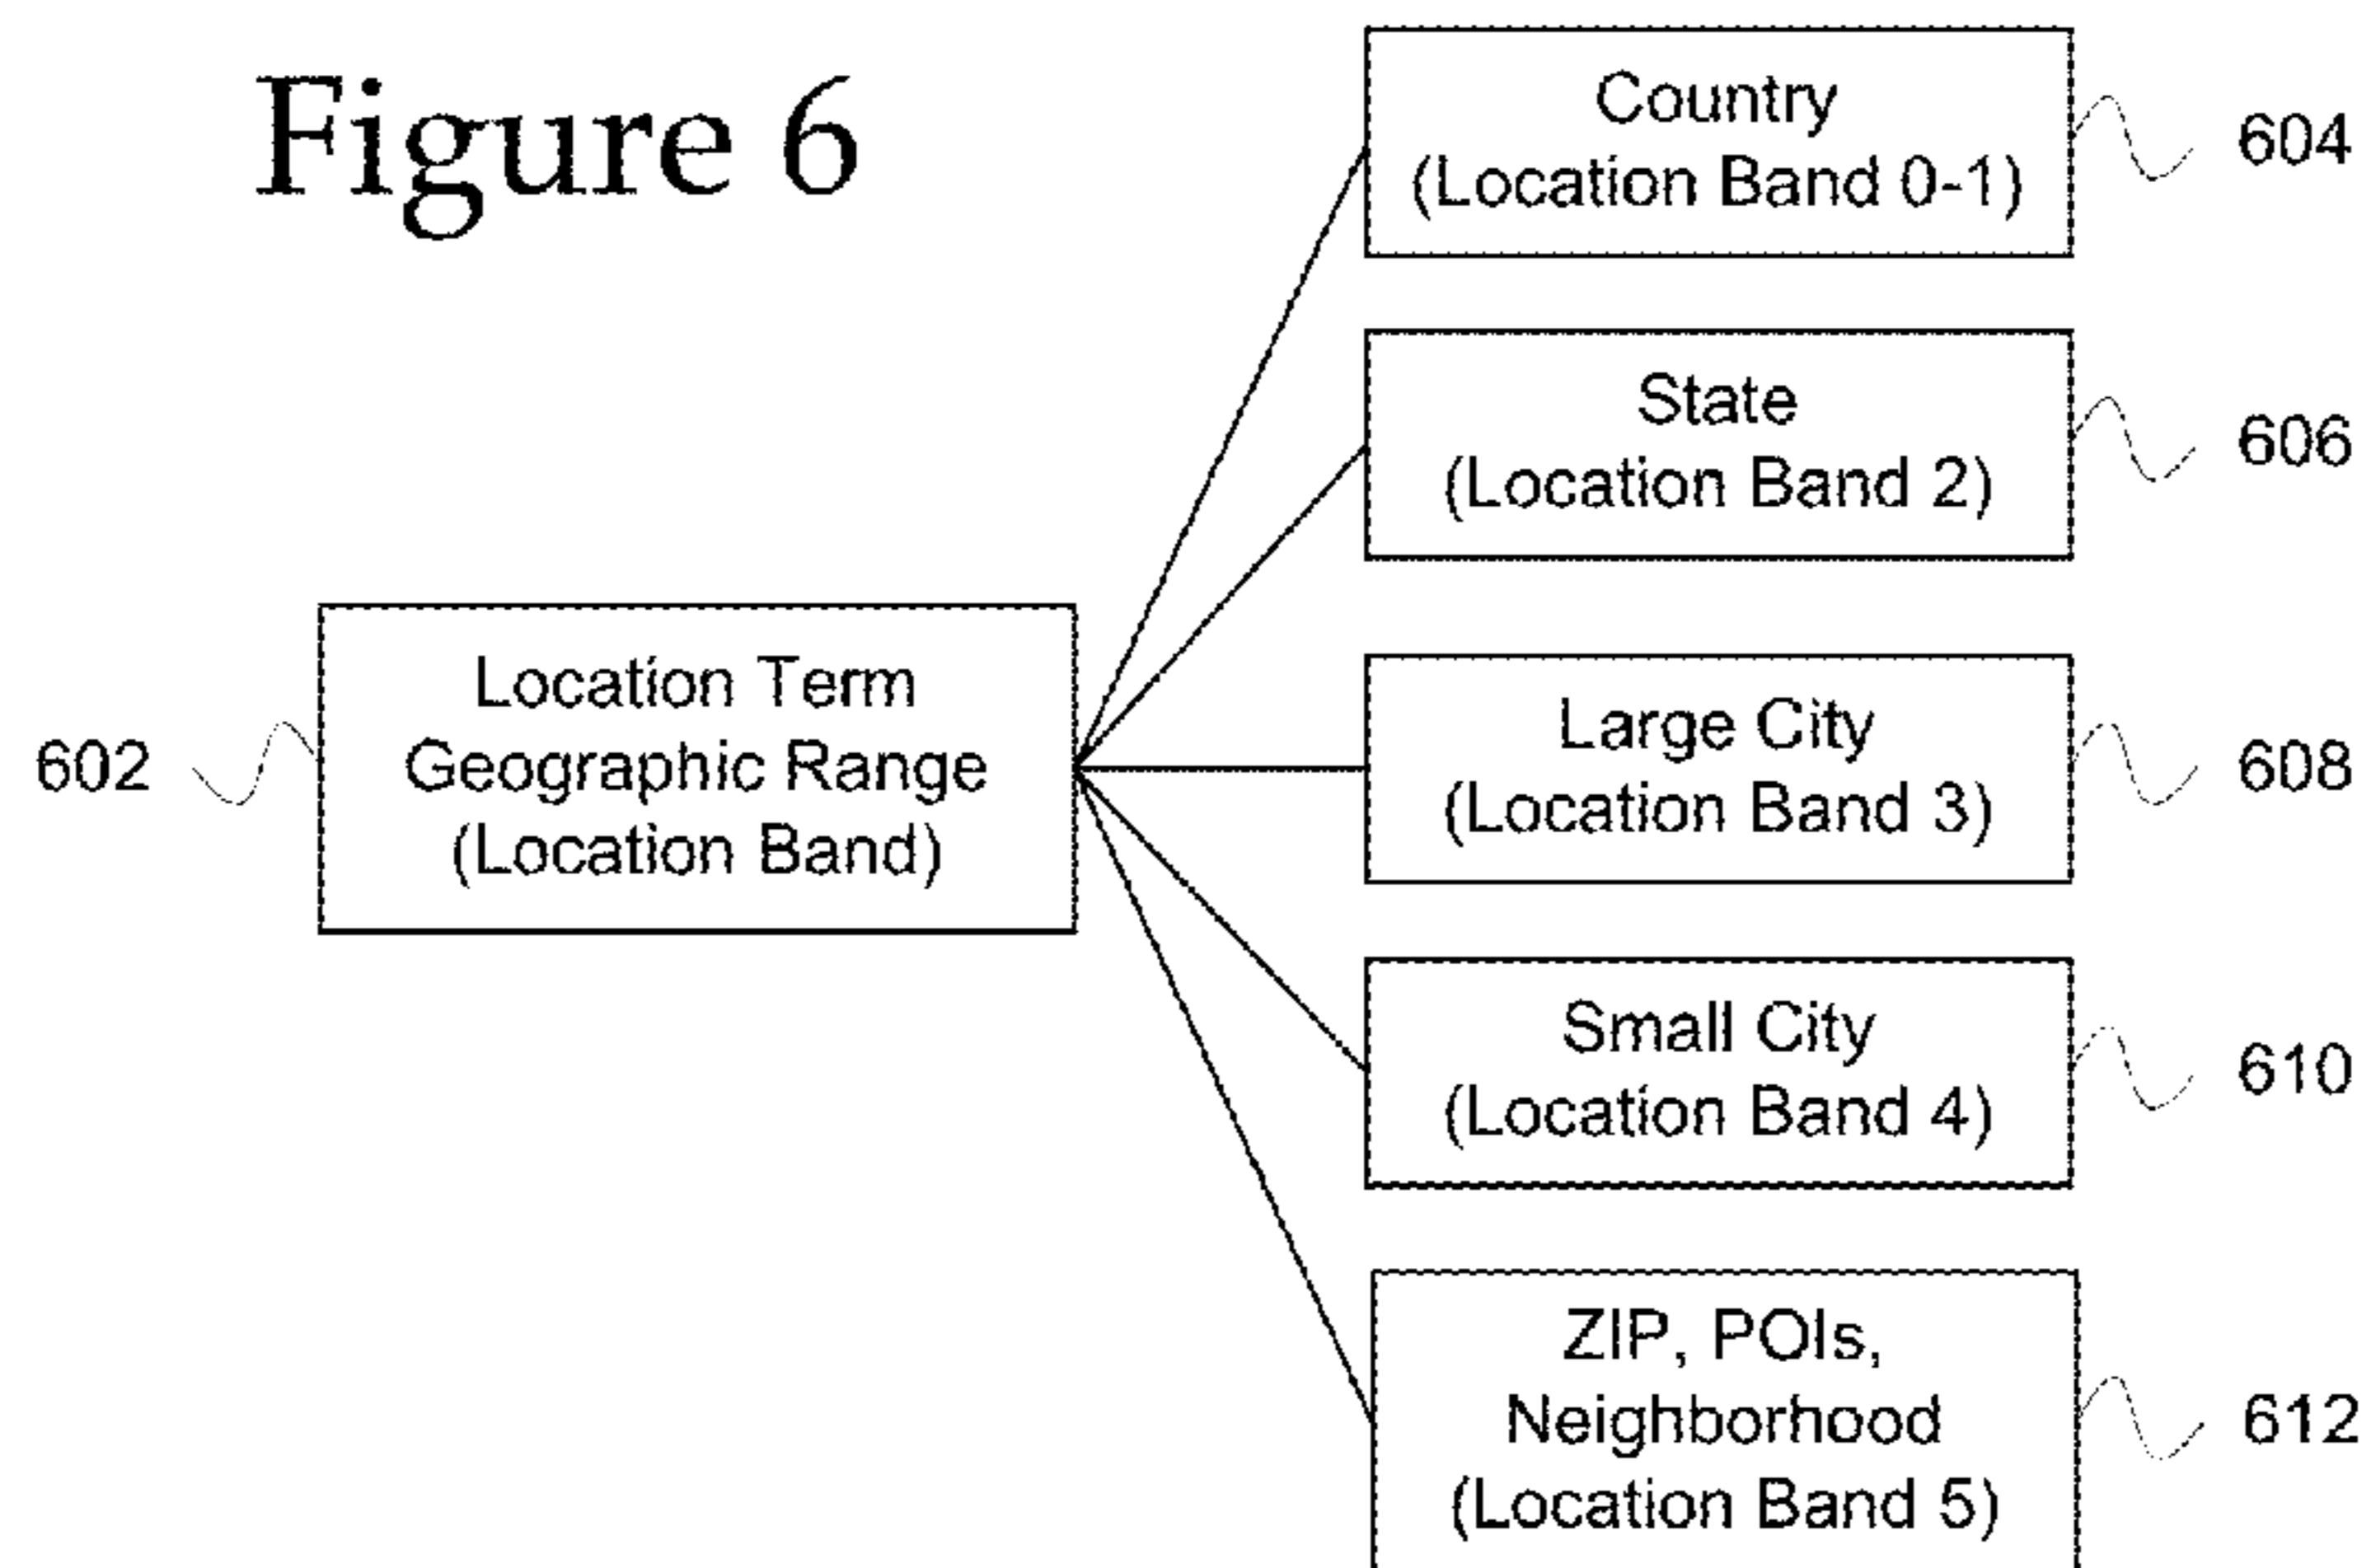 Figure 6
Country
(Location Band 0-1)
604
State
(Location Band 2)
606
Location Term
Geographic Range
(Location Band)
602
Large City
(Location Band 3)
608
Small City
(Location Band 4)
610
ZIP, POIs,
Neighborhood
(Location Band 5)
612